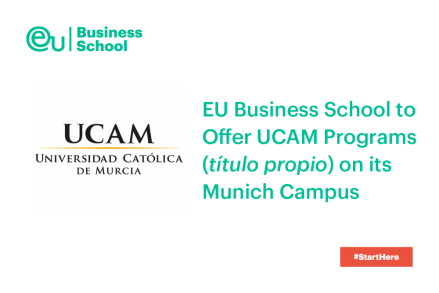 eu Business
School
EU Business School to
Offer UCAM Programs
(título propio) on its
Munich Campus
UCAM
UNIVERSIDAD CATÓLICA
DE MURCIA
#StartHere